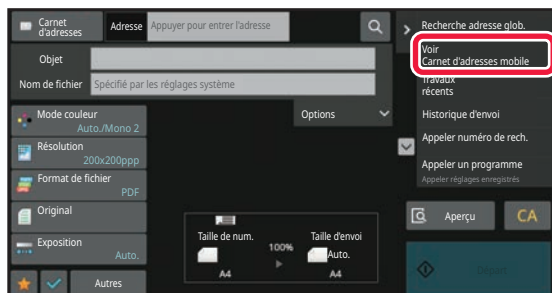 Carnet
d'adresses
Adresse
Appuyer pour entrer l'adresse
Objet
Nom de fichier
Spécifié par les réglages système
Mode couleur
Auto./Mono 2
Résolution
200x200ppp
Format de fichier
PDF
Original
Exposition
Auto.
Autres
Options
Taille de num.
100%
Taille d'envoi
Auto.
A4
A4
Recherche adresse glob.
Voir
Carnet d'adresses mobile
Travaux
récents
Historique d'envoi
Appeler numéro de rech.
Appeler un programme
Appeler réglages enregistrés
Aperçu
CA
Départ